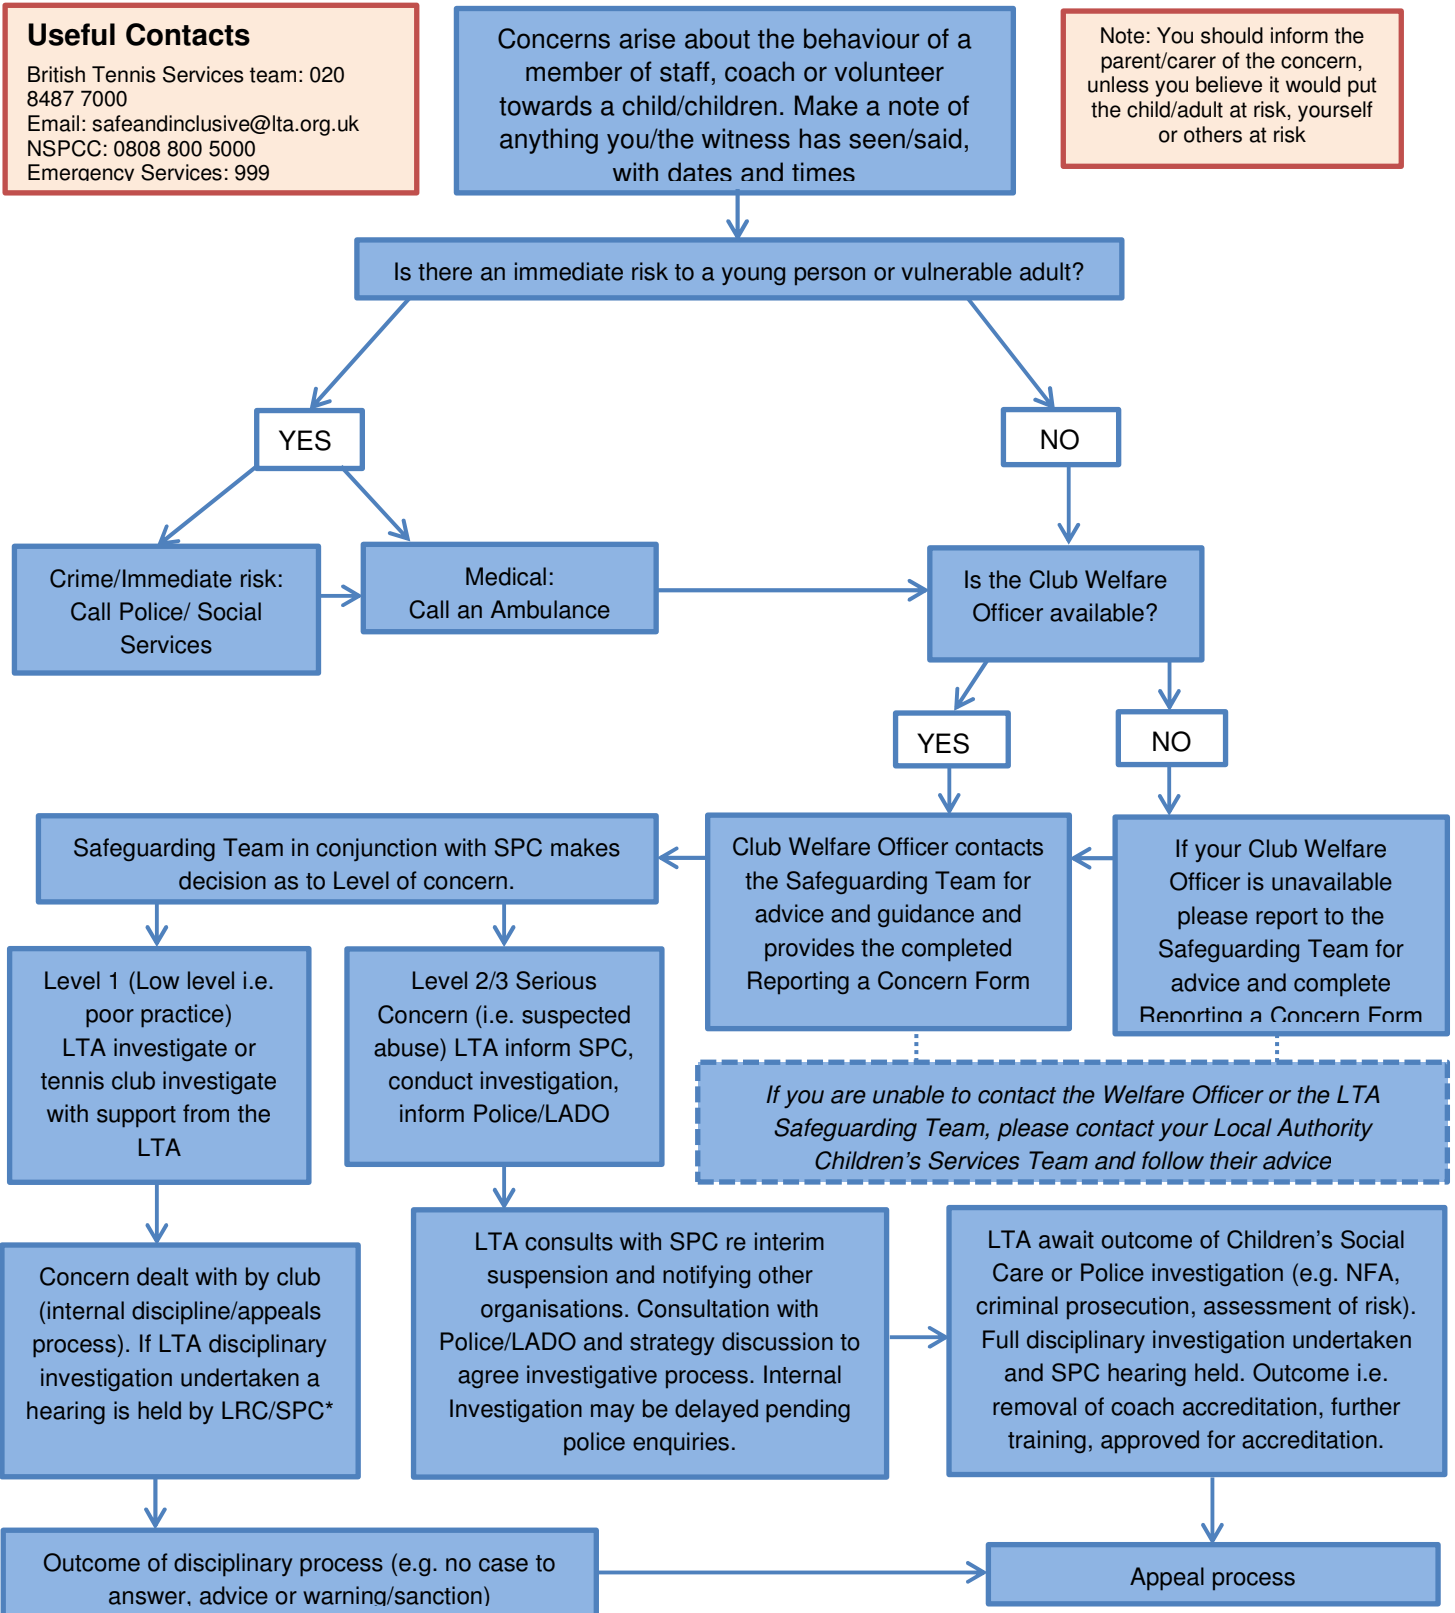 Useful Contacts
British Tennis Services team: 020
8487 7000
Email: safeandinclusive@lta.org.uk
NSPCC: 0808 800 5000
Emergency Services: 999
Concerns arise about the behaviour of a
member of staff, coach or volunteer
towards a child/children. Make a note of
anything you/the witness has seen/said,
with dates and times
Note: You should inform the
parent/carer of the concern,
unless you believe it would put
the child/adult at risk, yourself
or others at risk
Is there an immediate risk to a young person or vulnerable adult?
YES
NO
Crime/Immediate risk:
Call Police/ Social
Services
Medical:
Call an Ambulance
Is the Club Welfare
Officer available?
YES
NO
Safeguarding Team in conjunction with SPC makes
decision as to Level of concern.
Club Welfare Officer contacts
the Safeguarding Team for
advice and guidance and
provides the completed
Reporting a Concern Form
If your Club Welfare
Officer is unavailable
please report to the
Safeguarding Team for
advice and complete
Reporting a Concern Form
Level 1 (Low level i.e.
poor practice)
LTA investigate or
tennis club investigate
with support from the
LTA
Level 2/3 Serious
Concern (i.e. suspected
abuse) LTA inform SPC,
conduct investigation,
inform Police/LADO
If you are unable to contact the Welfare Officer or the LTA
Safeguarding Team, please contact your Local Authority
Children's Services Team and follow their advice
Concern dealt with by club
(internal discipline/appeals
process). If LTA disciplinary
investigation undertaken a
hearing is held by LRC/SPC*
LTA consults with SPC re interim
suspension and notifying other
organisations. Consultation with
Police/LADO and strategy discussion to
agree investigative process. Internal
Investigation may be delayed pending
police enquiries.
LTA await outcome of Children's Social
Care or Police investigation (e.g. NFA,
criminal prosecution, assessment of risk).
Full disciplinary investigation undertaken
and SPC hearing held. Outcome i.e.
removal of coach accreditation, further
training, approved for accreditation.
Outcome of disciplinary process (e.g. no case to
answer, advice or warning/sanction)
Appeal process